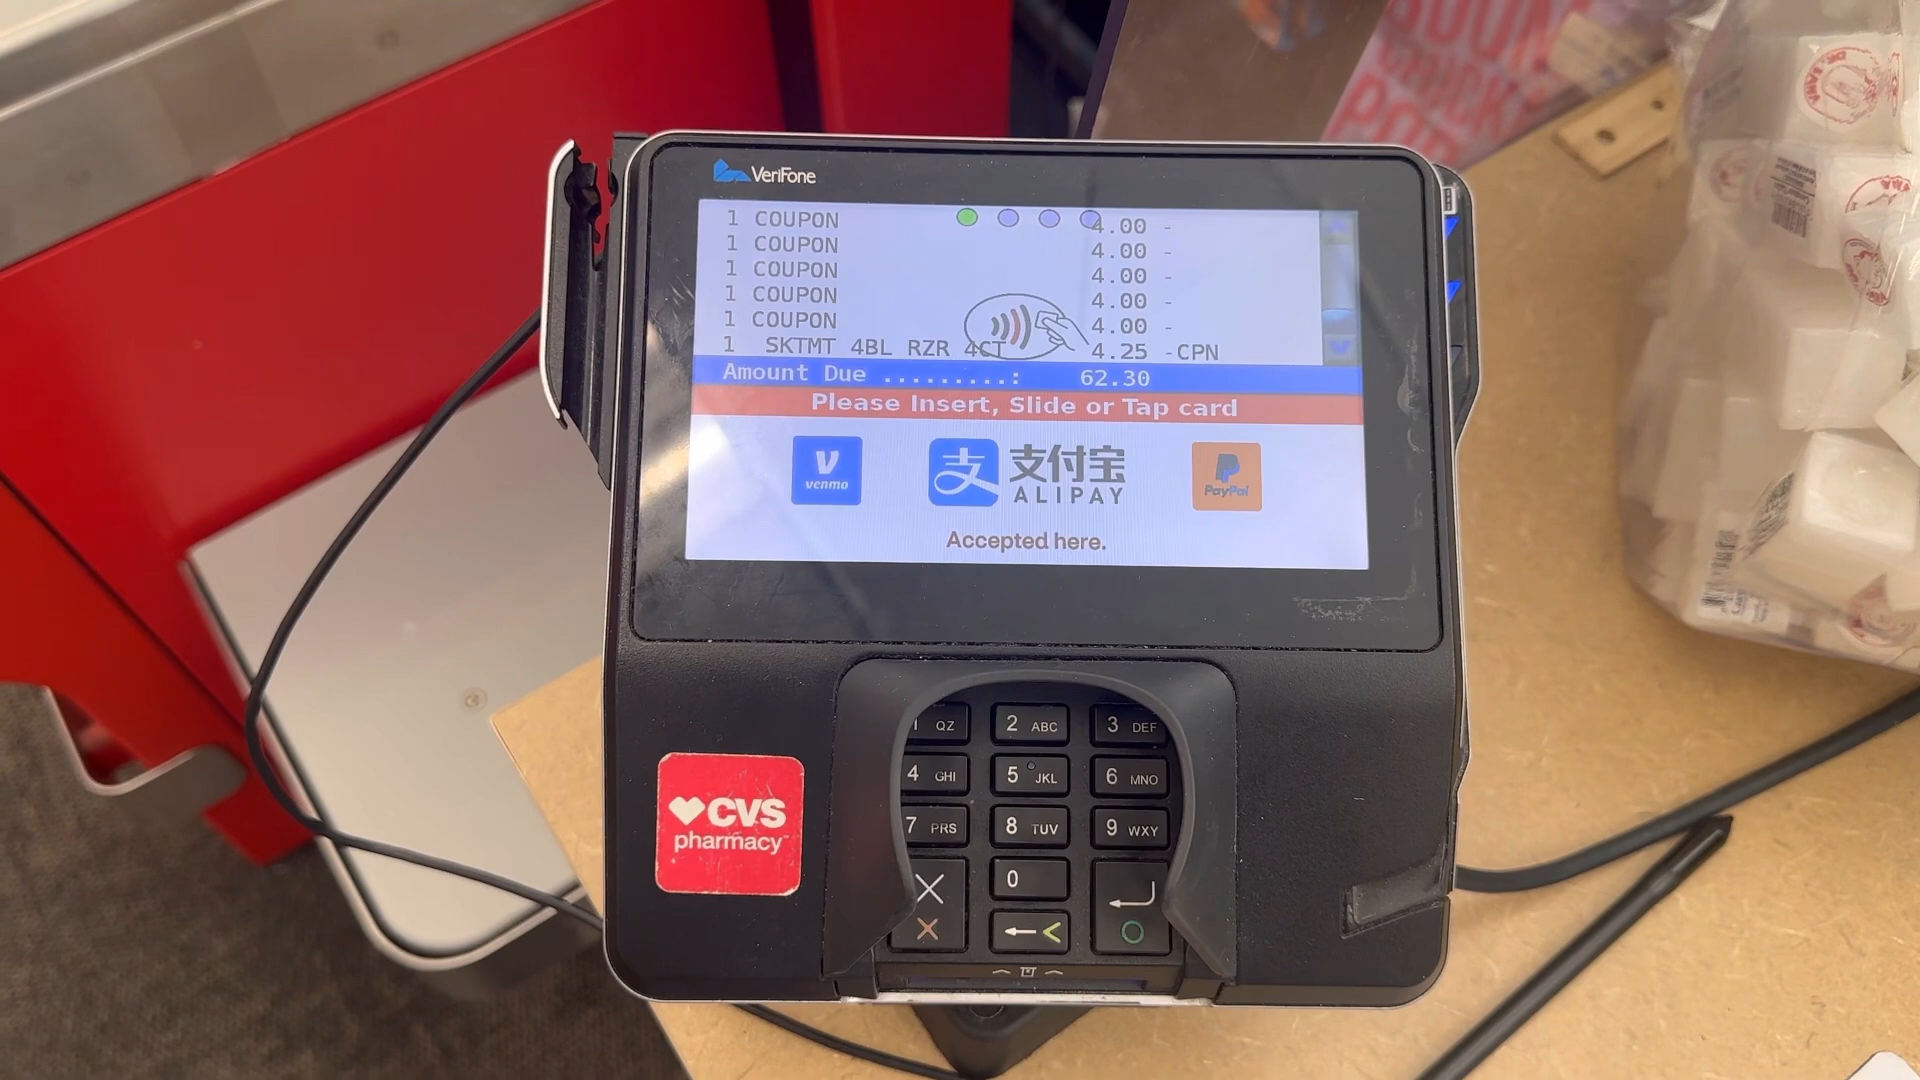 VeriFone
1 COUPON 4.00 -
1 COUPON 4.00 -
1 COUPON 4.00 -
1 COUPON 4.00 -
1 COUPON 4.00 -
1 SKTMT 4BL RZR 4CT 4.25 -CPN
Amount Due .........: 62.30
Please Insert, Slide or Tap card
venmo
支付宝
ALIPAY
PayPal
Accepted here.
1 QZ 2 ABC 3 DEF
4 GHI 5 JKL 6 MNO
7 PRS 8 TUV 9 WXY
0
CVS
pharmacy